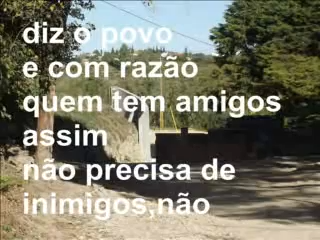 diz o povo
e com razão
quem tem amigos
assim
não precisa de
inimigos,não